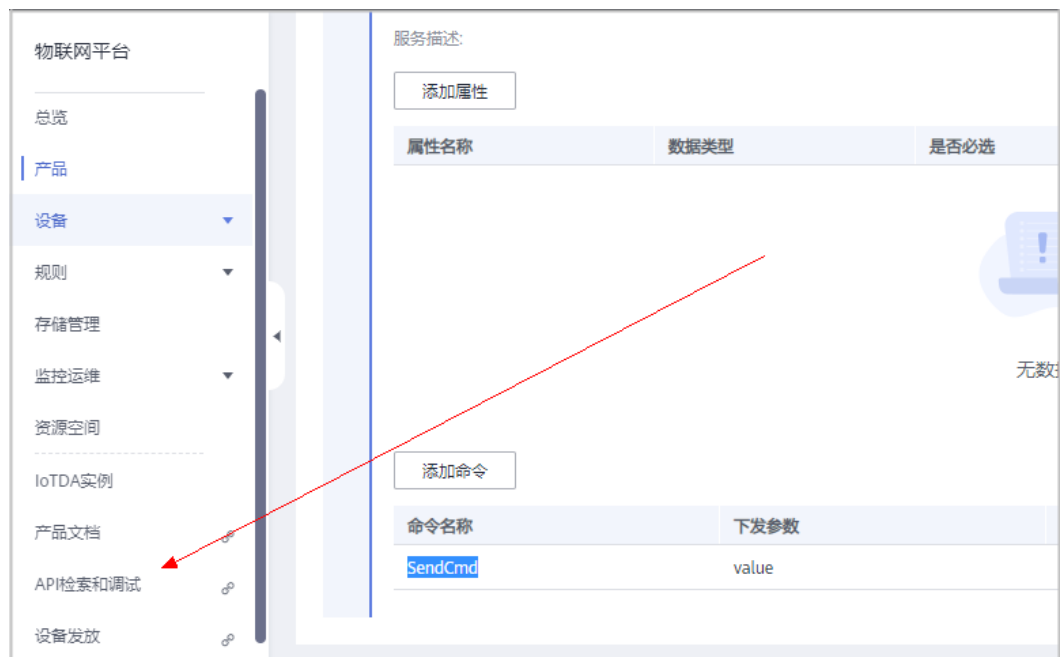 物联网平台
总览
产品
设备
规则
存储管理
监控运维
资源空间
IoTDA实例
产品文档
API检索和调试
设备发放
服务描述:
添加属性
属性名称 数据类型 是否必选
无数
添加命令
命令名称 下发参数
SendCmd value